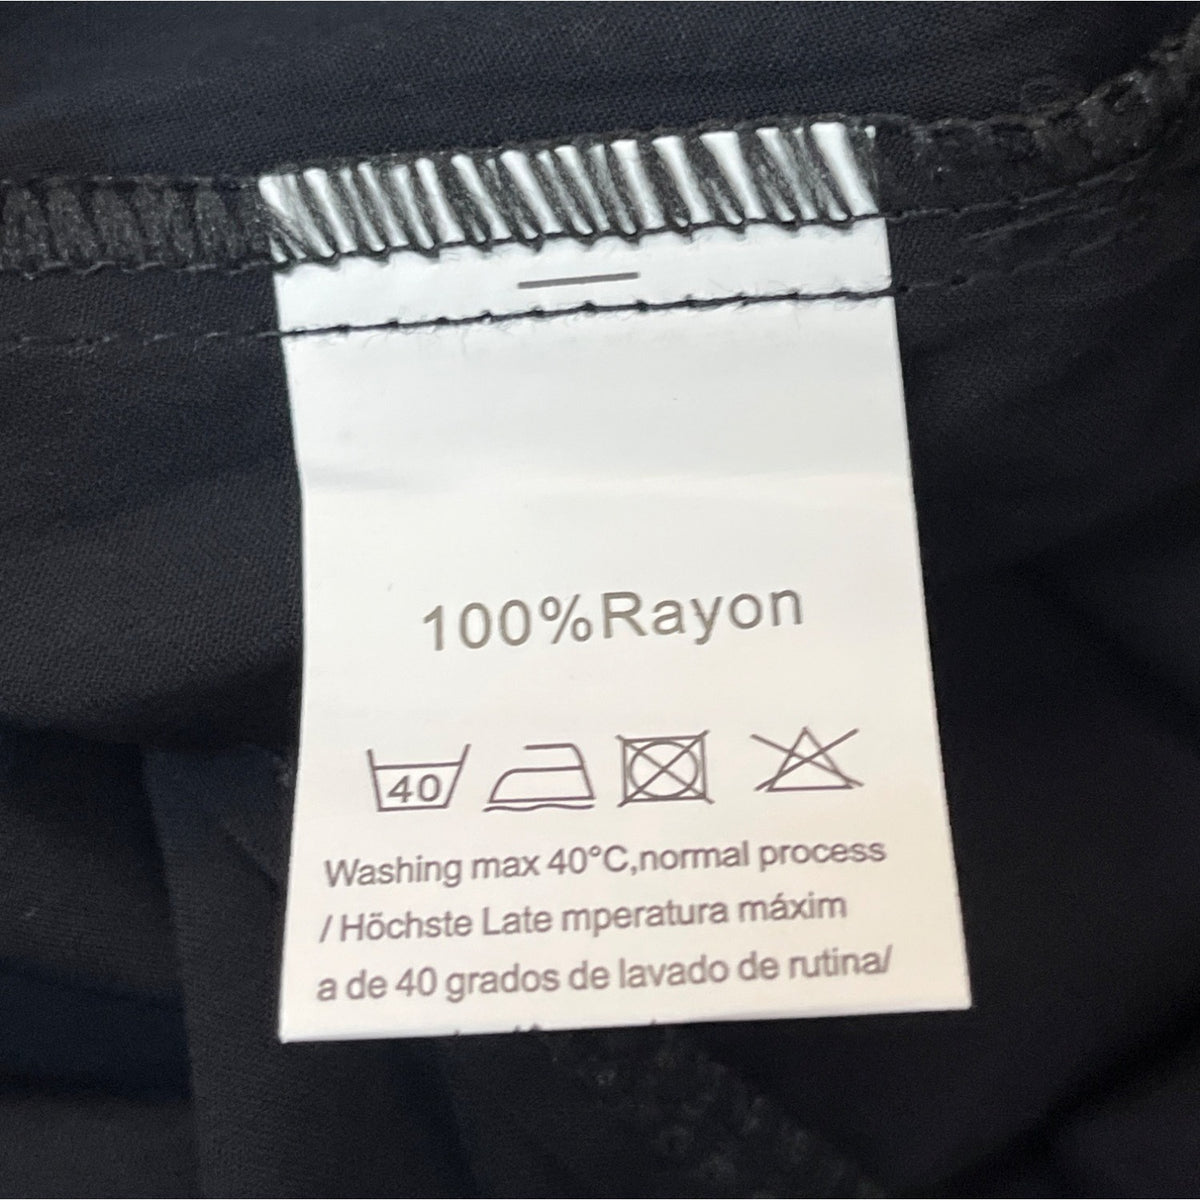 100%Rayon
40
Washing max 40°C,normal process
/ Höchste Late mperatura máxim
a de 40 grados de lavado de rutina/